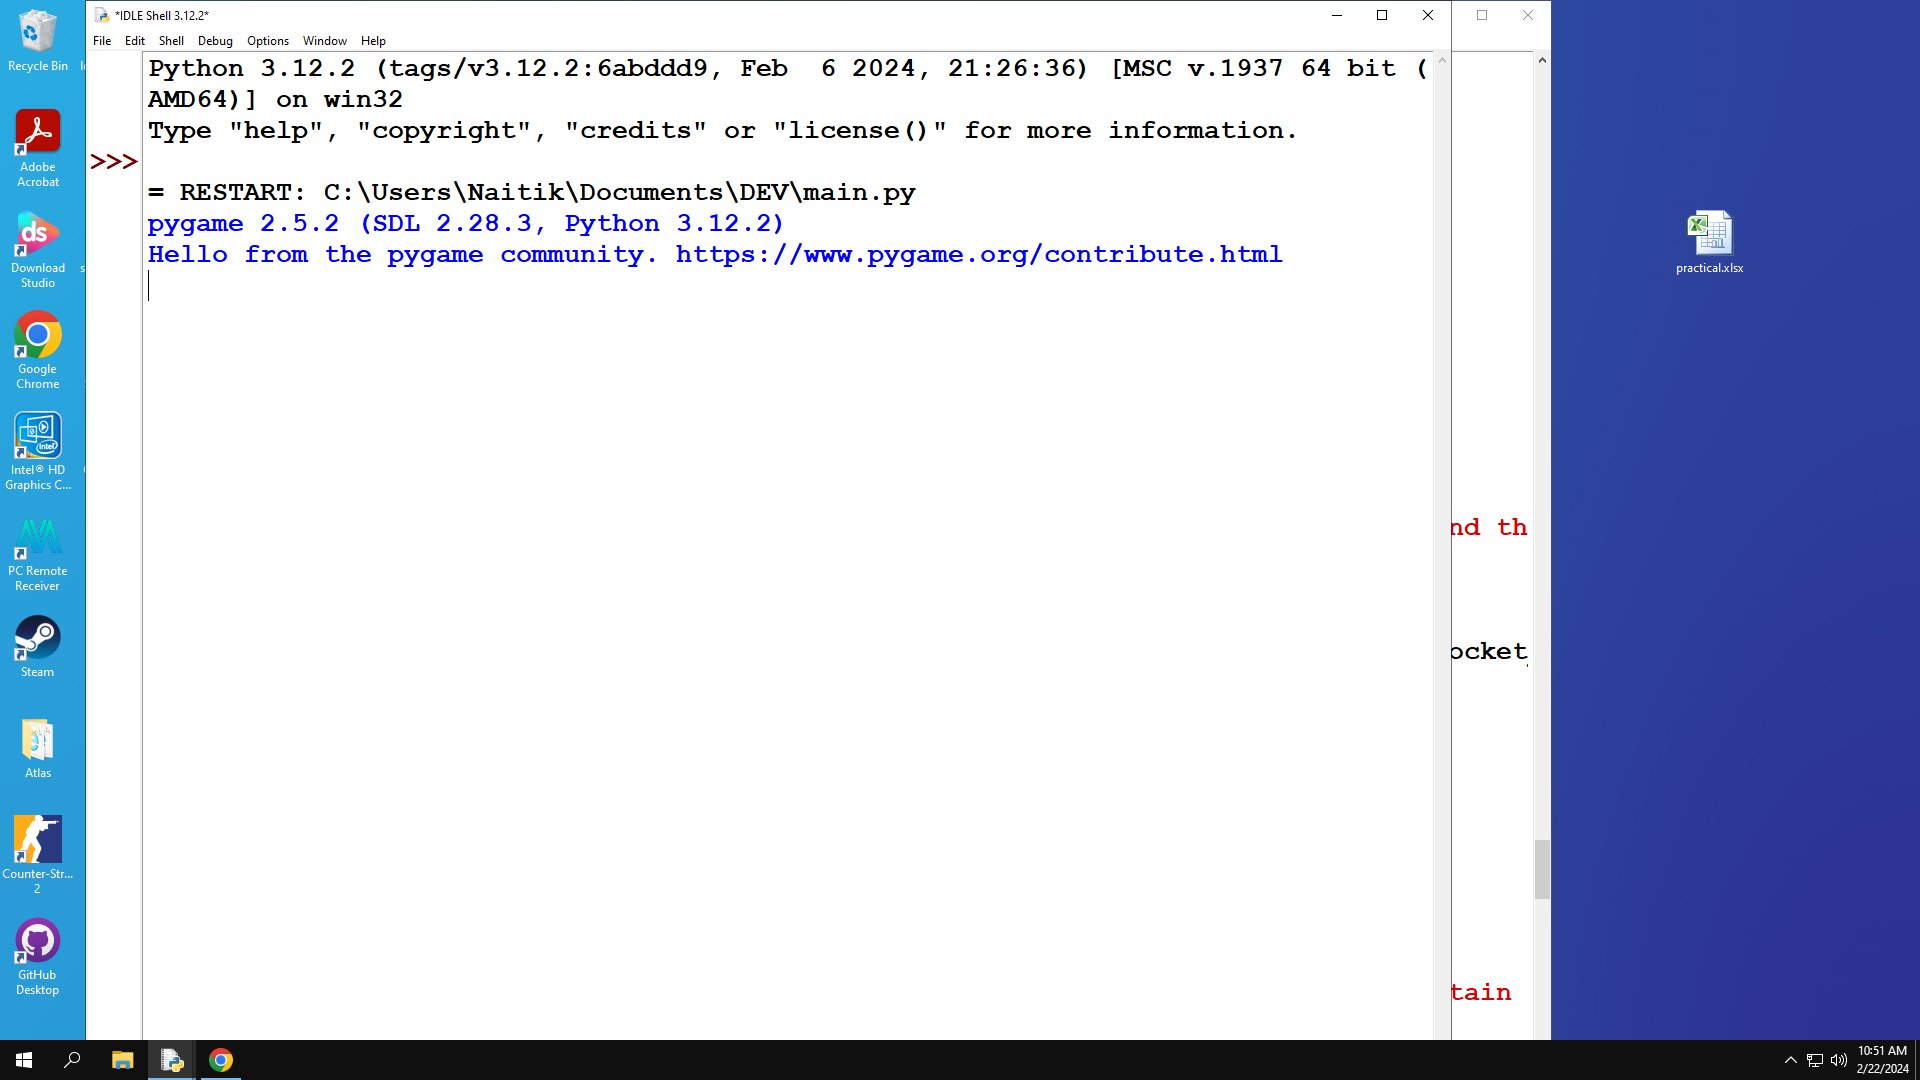 *IDLE Shell 3.12.2*
File Edit Shell Debug Options Window Help
Python 3.12.2 (tags/v3.12.2:6abddd9, Feb  6 2024, 21:26:36) [MSC v.1937 64 bit (
AMD64)] on win32
Type "help", "copyright", "credits" or "license()" for more information.
>>>
= RESTART: C:\Users\Naitik\Documents\DEV\main.py
pygame 2.5.2 (SDL 2.28.3, Python 3.12.2)
Hello from the pygame community. https://www.pygame.org/contribute.html
nd th
ocket
tain
Recycle Bin
Adobe
Acrobat
ds
Download
Studio
Google
Chrome
intel
Intel® HD
Graphics C...
PC Remote
Receiver
Steam
Atlas
Counter-Str...
2
GitHub
Desktop
practical.xlsx
10:51 AM
2/22/2024